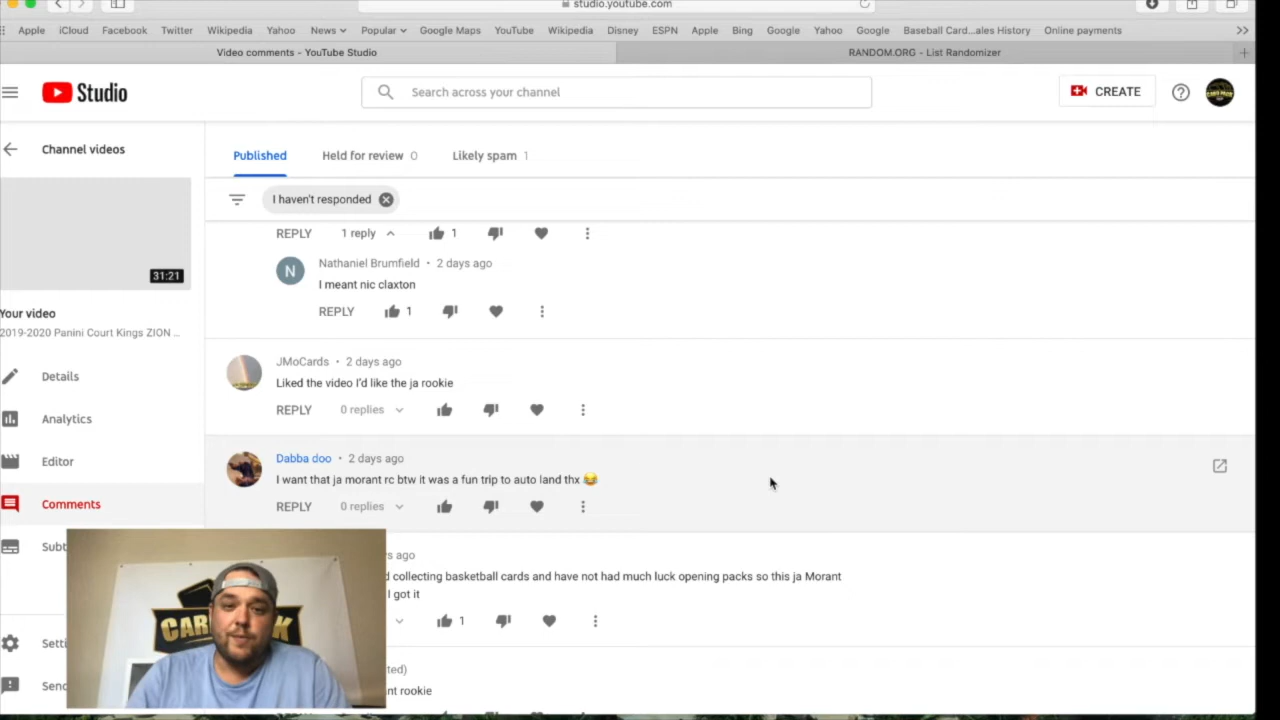 studio.youtube.com
Apple iCloud Facebook Twitter Wikipedia Yahoo News Popular Google Maps YouTube Wikipedia Disney ESPN Apple Bing Google Yahoo Google Baseball Card...ales History Online payments
Video comments - YouTube Studio RANDOM.ORG - List Randomizer
Studio Search across your channel CREATE
Channel videos
Published Held for review 0 Likely spam 1
I haven't responded
REPLY 1 reply 1
31:21
N Nathaniel Brumfield • 2 days ago
I meant nic claxton
REPLY 1
Your video
2019-2020 Panini Court Kings ZION ...
JMoCards • 2 days ago
Liked the video I'd like the ja rookie
REPLY 0 replies
Details
Analytics
Editor
Comments
Dabba doo • 2 days ago
I want that ja morant rc btw it was a fun trip to auto land thx 😂
REPLY 0 replies
ago
collecting basketball cards and have not had much luck opening packs so this ja Morant
I got it
1
nt rookie